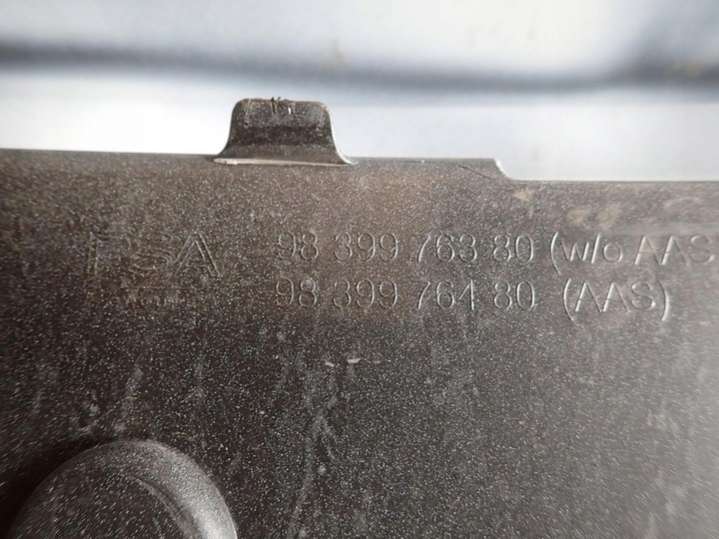 PSA 98 399 763 80 (w/o AAS
98 399 764 80 (AAS)